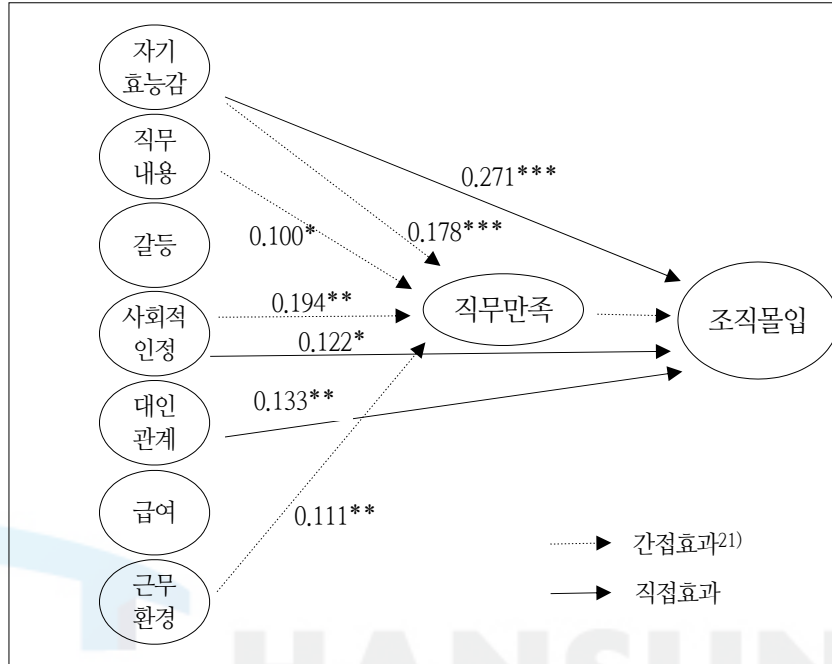 자기
효능감
직무
내용
0.271***
갈등
0.100*
0.178***
사회적
인정
0.194**
직무만족
조직몰입
0.122*
대인
관계
0.133**
급여
0.111**
간접효과21)
근무
환경
직접효과
HANSUN